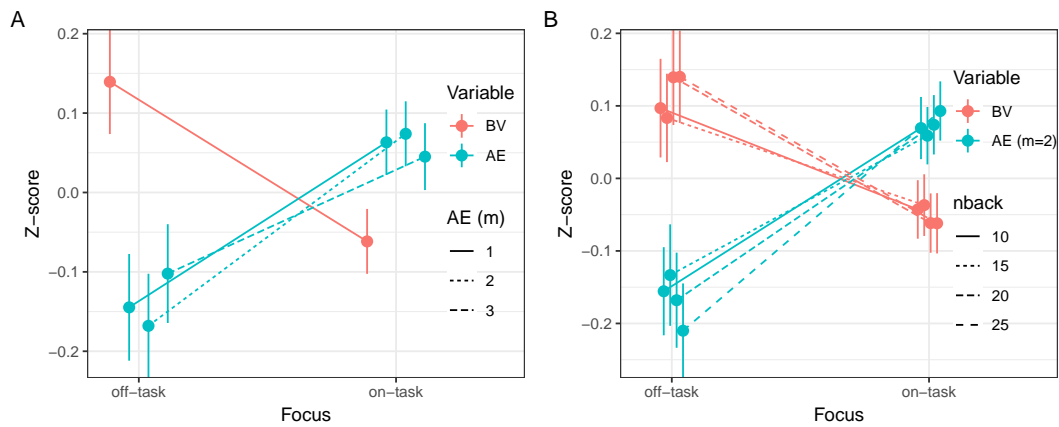 A
Z−score
0.2
0.1
0.0
−0.1
−0.2
off−task
on−task
Focus
Variable
BV
AE
AE (m)
1
2
3
B
Z−score
0.2
0.1
0.0
−0.1
−0.2
off−task
on−task
Focus
Variable
BV
AE (m=2)
nback
10
15
20
25